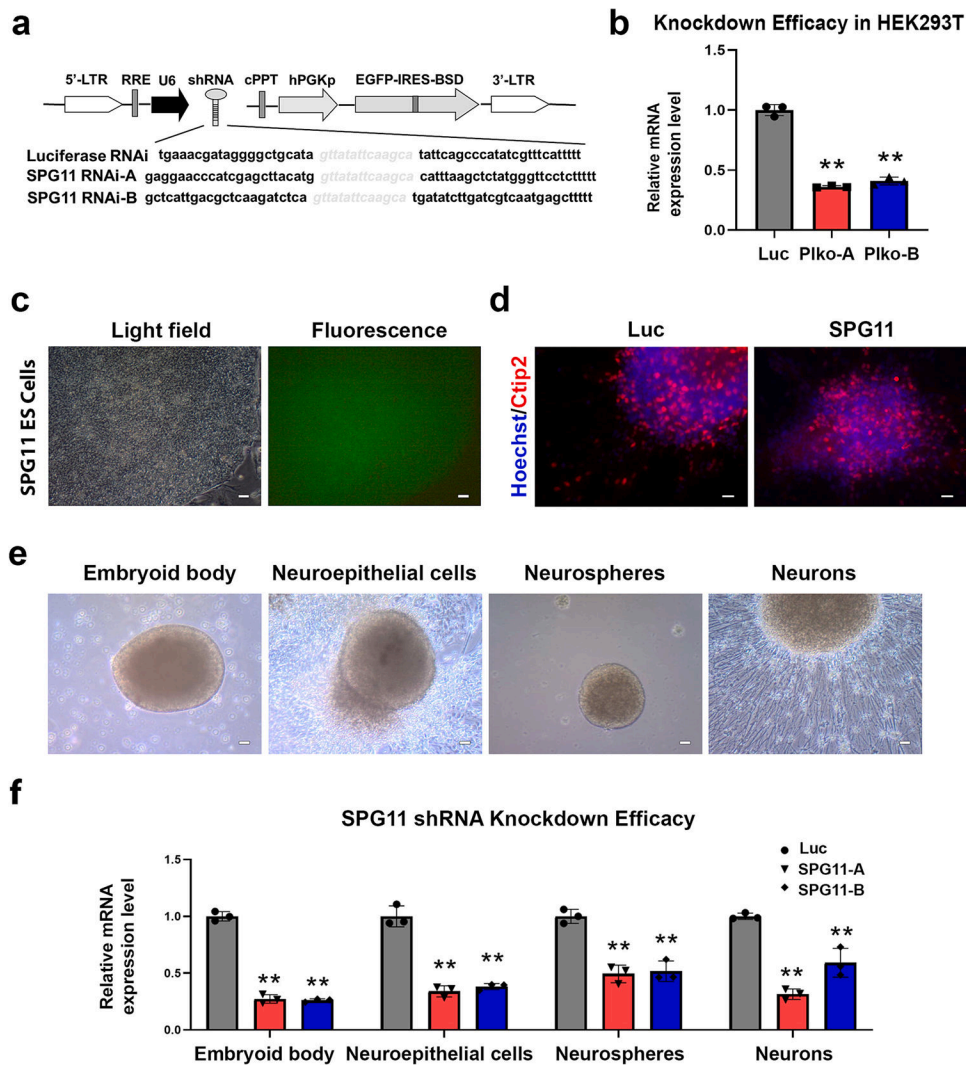 a
5'-LTR RRE U6 shRNA cPPT hPGKp EGFP-IRES-BSD 3'-LTR
Luciferase RNAi tgaaacgataggggctgcata gttatattcaagcata tattcagcccatatcgtttcattttt
SPG11 RNAi-A gaggaacccatcgagcttacatg gttatattcaagcata catttaagctctatgggttcctcttttt
SPG11 RNAi-B gctcattgacgctcaagatctca gttatattcaagcata tgatatcttgatcgtcaatgagcttttt
b Knockdown Efficacy in HEK293T
Relative mRNA
expression level
1.5
1.0
0.5
0.0
** **
Luc Plko-A Plko-B
c
Light field Fluorescence
SPG11 ES Cells
d
Luc SPG11
Hoechst/Ctip2
e
Embryoid body Neuroepithelial cells Neurospheres Neurons
f
SPG11 shRNA Knockdown Efficacy
Luc
SPG11-A
SPG11-B
Relative mRNA
expression level
1.5
1.0
0.5
0.0
** ** ** ** ** ** ** **
Embryoid body Neuroepithelial cells Neurospheres Neurons